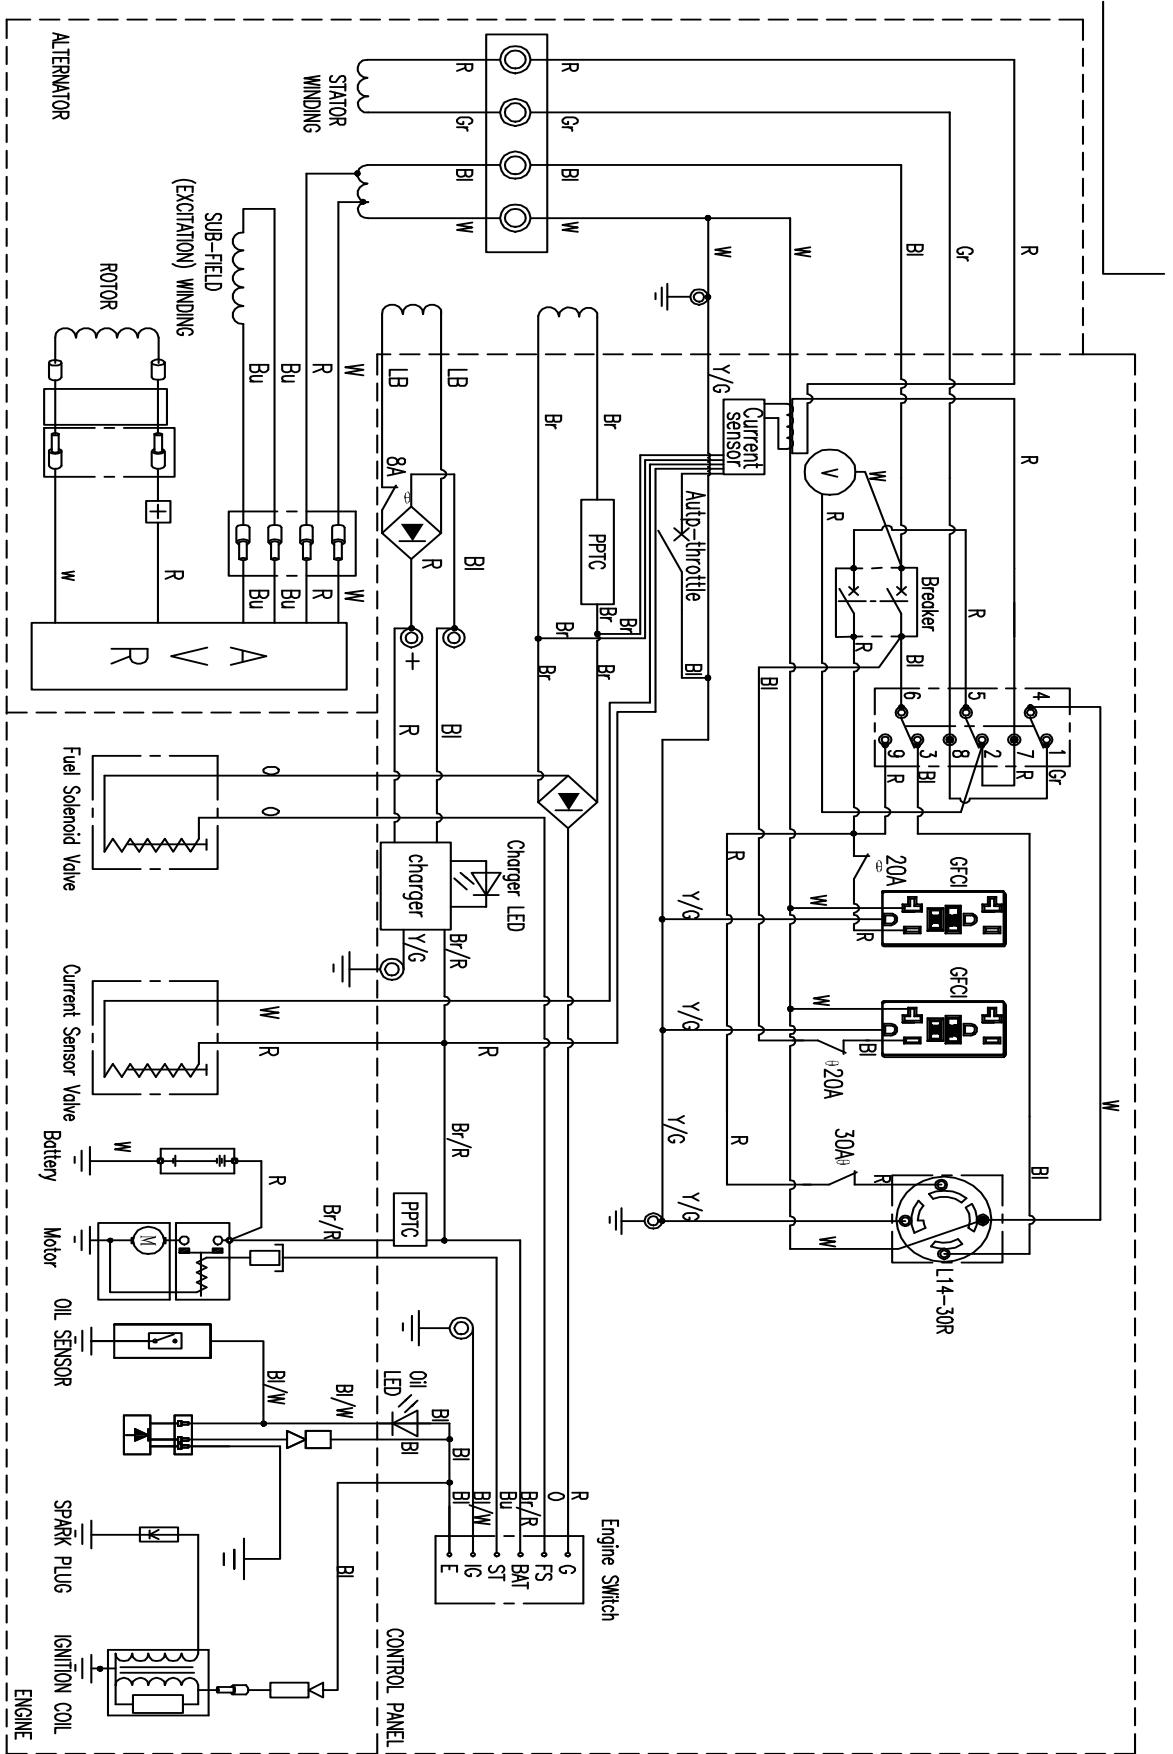 ALTERNATOR
STATOR
WINDING
R
Gr
Bl
W
R
Gr
Bl
W
W
W
Bl
Gr
R
SUB-FIELD
(EXCITATION) WINDING
ROTOR
Bu
Bu
R
W
LB
LB
Br
Br
Y/G
Current
sensor
V
W
R
R
8A
R
Bl
PPTC
Autp-throttle
Breaker
R
R
Bl
Bl
Bl
Br
Br
Br
Br
Br
W
R
Bu
Bu
R
W
A
V
R
+
R
Bl
6
5
4
9
3
8
2
7
1
R
Bl
R
Gr
Fuel Solenoid Valve
O
O
charger
Charger LED
Y/G
Br/R
R
20A
GFCI
W
R
Y/G
GFCI
W
Bl
20A
Y/G
Current Sensor Valve
W
R
R
W
Battery
W
R
Br/R
Y/G
R
30A
R
Bl
Motor
M
Br/R
PPTC
Y/G
W
L14-30R
OIL SENSOR
Bl/W
Bl/W
Oil
LED
Bl
Bl
Bl
Bl
Bl/W
Bu
Br/R
O
R
E
IG
ST
BAT
FS
G
Engine SWitch
SPARK PLUG
Bl
IGNITION COIL
CONTROL PANEL
ENGINE